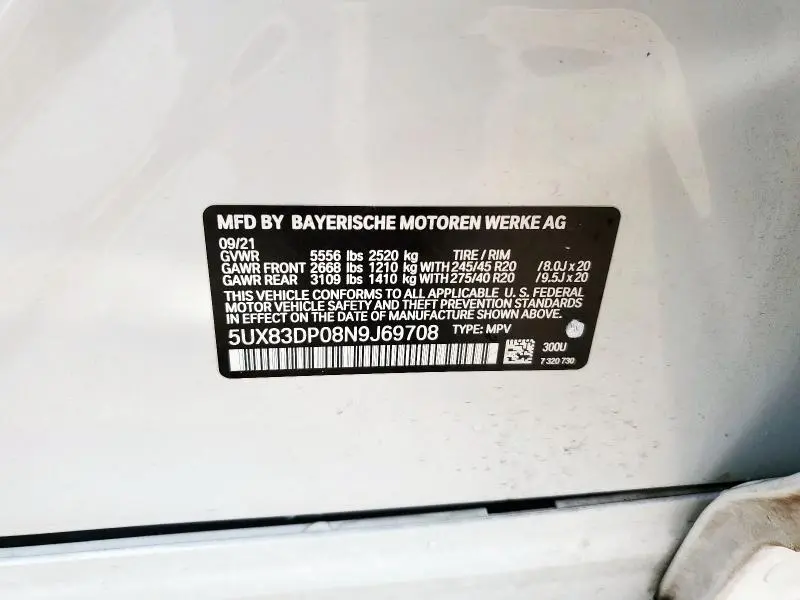 MFD BY BAYERISCHE MOTOREN WERKE AG
09/21
GVWR 5556 lbs 2520 kg TIRE / RIM
GAWR FRONT 2668 lbs 1210 kg WITH 245/45 R20 /8.0J x 20
GAWR REAR 3109 lbs 1410 kg WITH 275/40 R20 /9.5J x 20
THIS VEHICLE CONFORMS TO ALL APPLICABLE U. S. FEDERAL
MOTOR VEHICLE SAFETY AND THEFT PREVENTION STANDARDS
IN EFFECT ON THE DATE OF MANUFACTURE SHOWN ABOVE.
5UX83DP08N9J69708 TYPE: MPV
300U
7 320 730